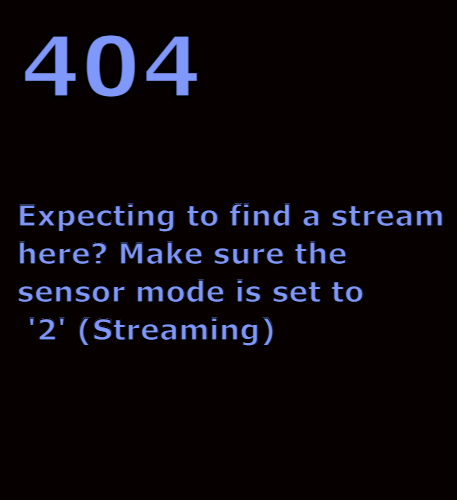 404
Expecting to find a stream
here? Make sure the
sensor mode is set to
'2' (Streaming)